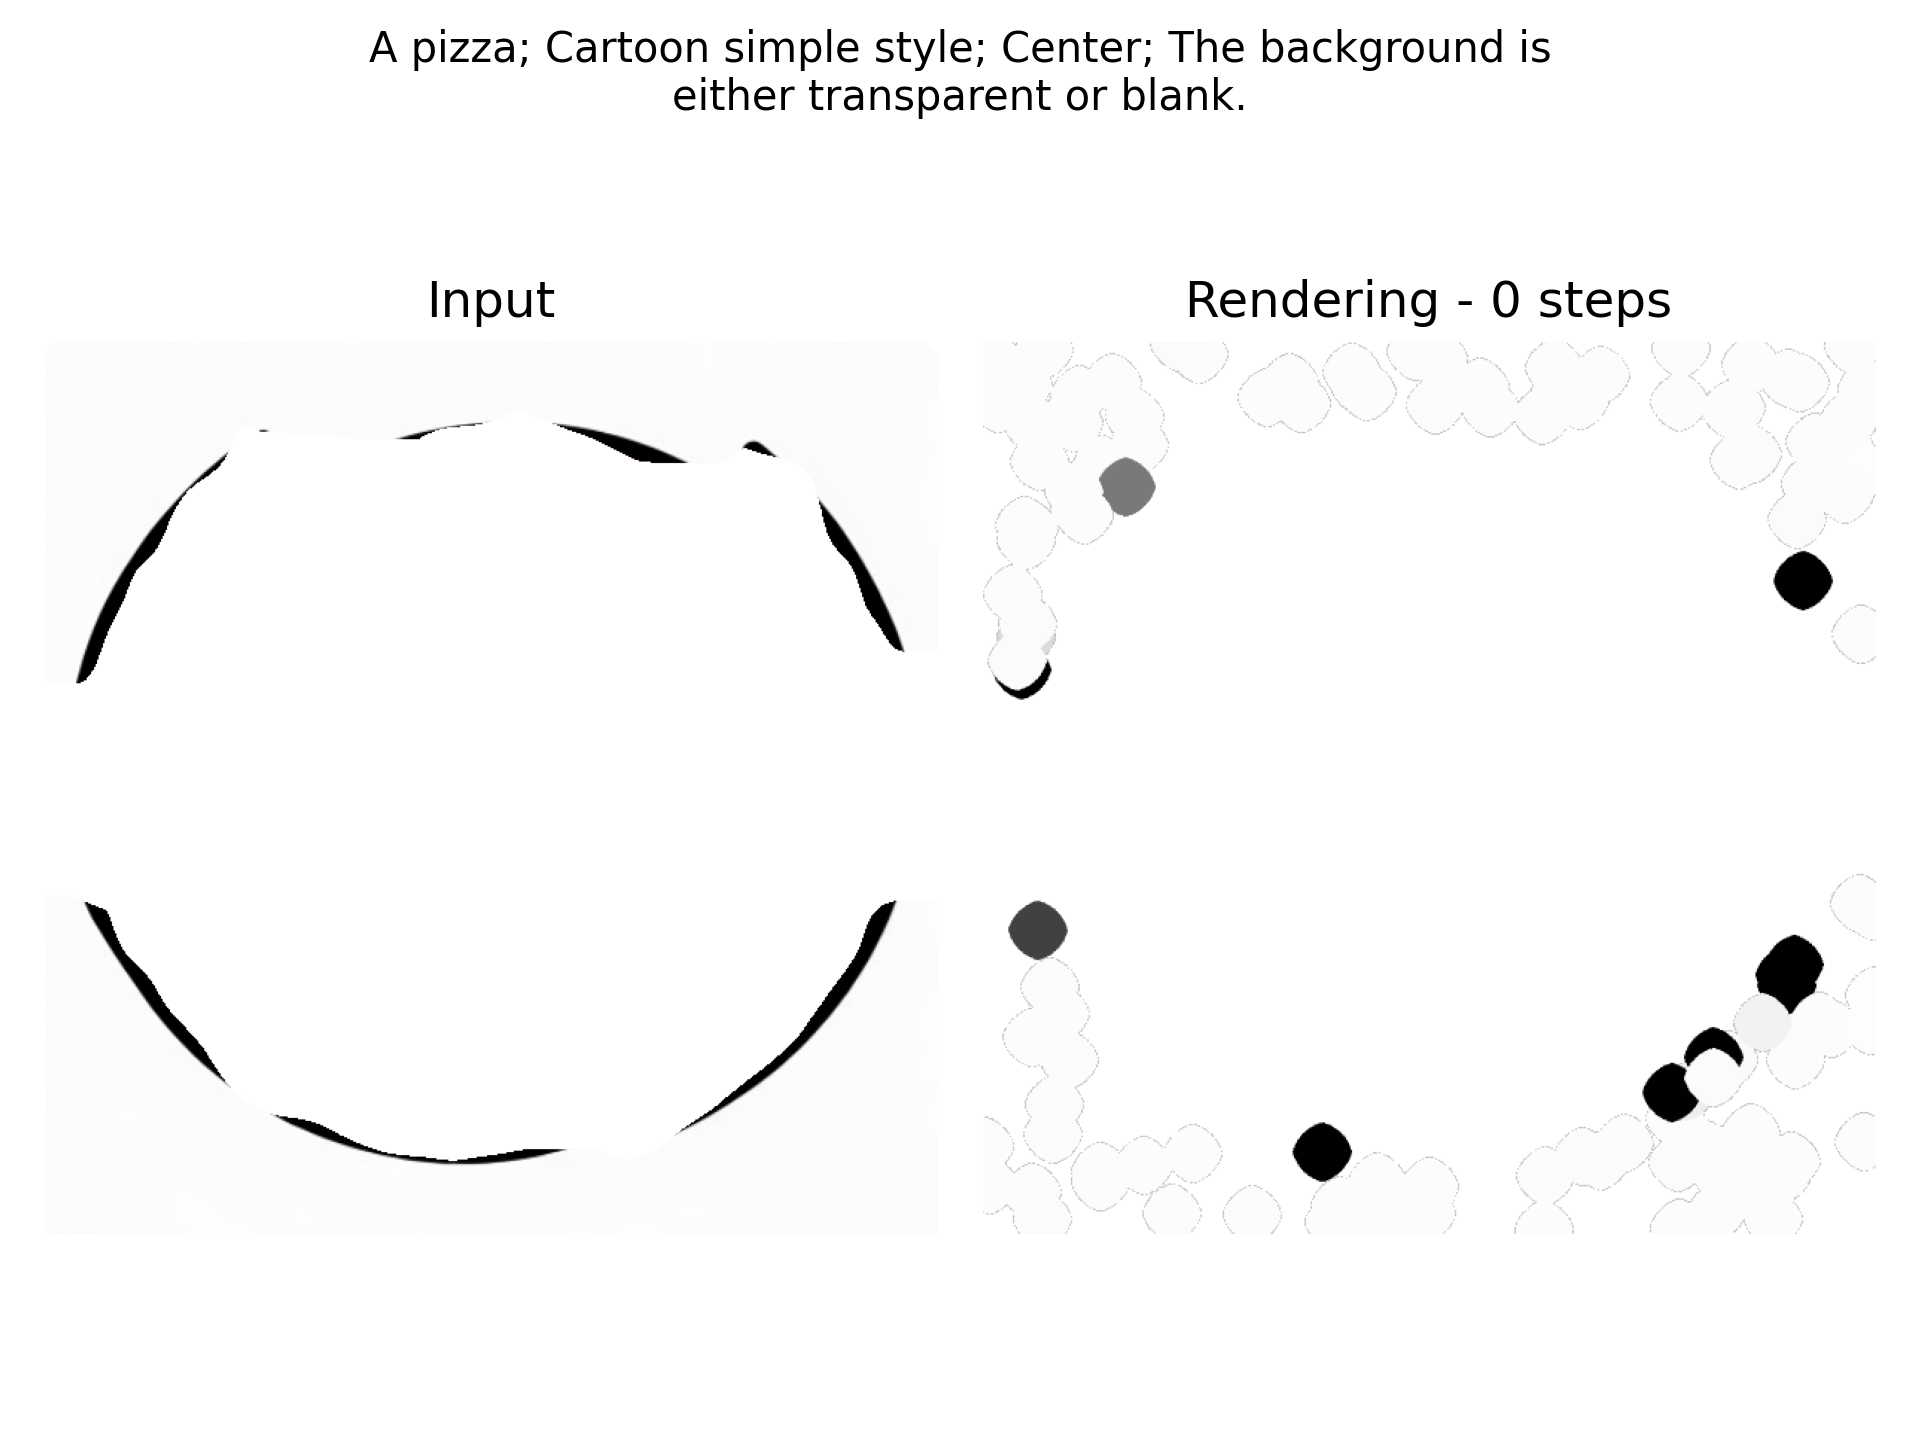 A pizza; Cartoon simple style; Center; The background is
either transparent or blank.
Input
Rendering - 0 steps